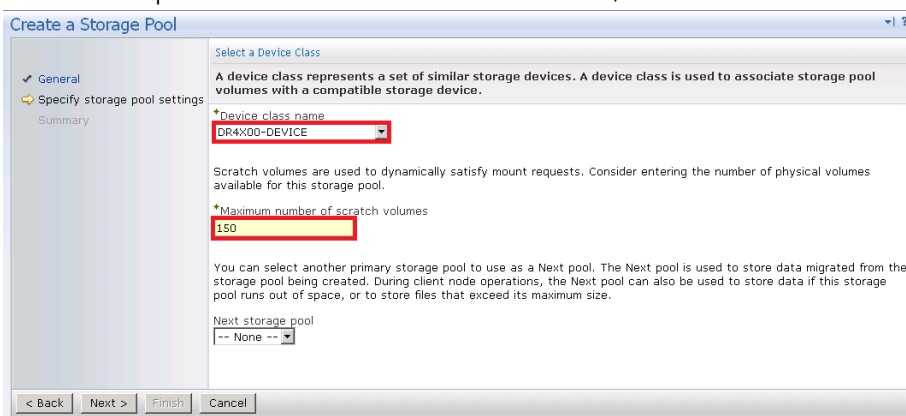 Create a Storage Pool
Select a Device Class
General
Specify storage pool settings
Summary
A device class represents a set of similar storage devices. A device class is used to associate storage pool
volumes with a compatible storage device.
*Device class name
DR4X00-DEVICE
Scratch volumes are used to dynamically satisfy mount requests. Consider entering the number of physical volumes
available for this storage pool.
*Maximum number of scratch volumes
150
You can select another primary storage pool to use as a Next pool. The Next pool is used to store data migrated from the
storage pool being created. During client node operations, the Next pool can also be used to store data if this storage
pool runs out of space, or to store files that exceed its maximum size.
Next storage pool
-- None --
< Back Next > Finish Cancel